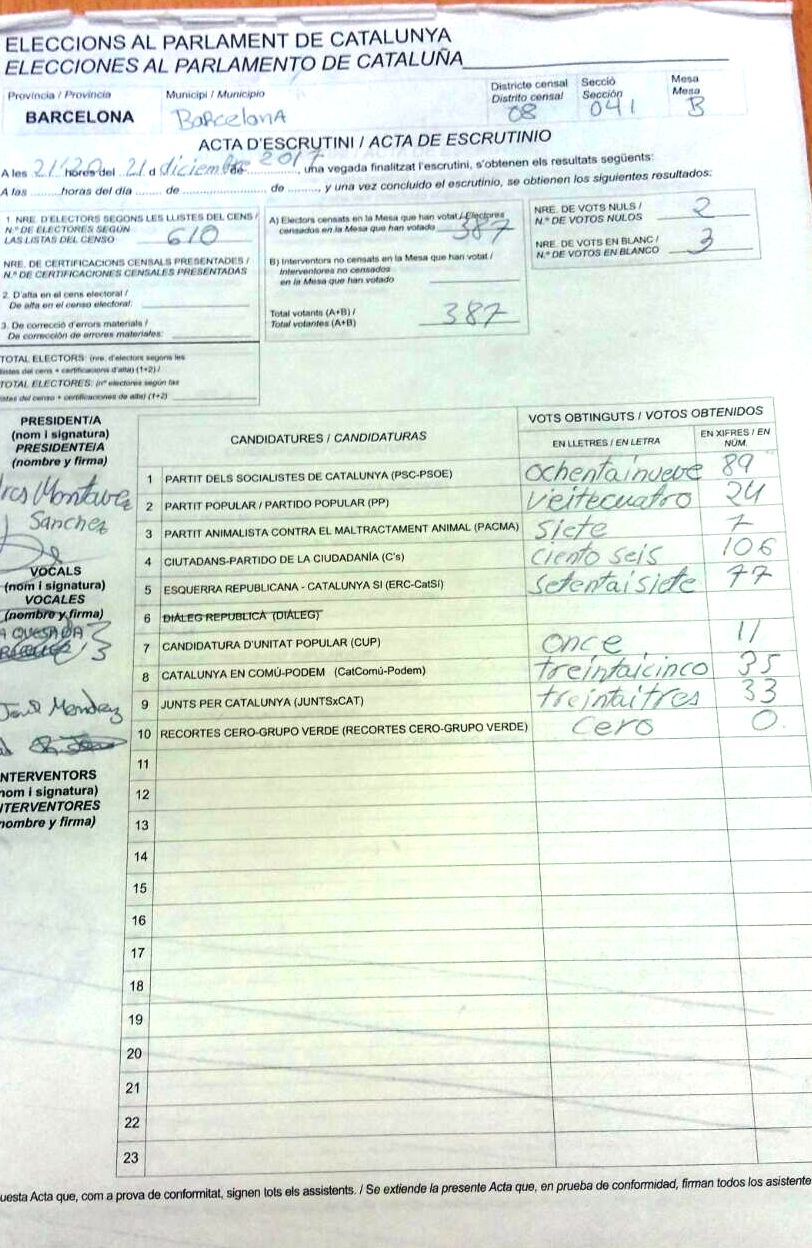 ELECCIONS AL PARLAMENT DE CATALUNYA
ELECCIONES AL PARLAMENTO DE CATALUÑA
Província / Provincia Municipi / Municipio Districte censal Secció Mesa
Distrito censal Sección Mesa
BARCELONA Barcelona 08 041 B
ACTA D'ESCRUTINI / ACTA DE ESCRUTINIO
A les 21/30 hores del 21 d diciembre de 2017, una vegada finalitzat l'escrutini, s'obtenen els resultats següents:
A las ........horas del día ..... de ..................... de ........, y una vez concluido el escrutinio, se obtienen los siguientes resultados:
1 NRE. D'ELECTORS SEGONS LES LLISTES DEL CENS /
N.º DE ELECTORES SEGÚN
LAS LISTAS DEL CENSO 610
NRE. DE CERTIFICACIONS CENSALS PRESENTADES /
N.º DE CERTIFICACIONES CENSALES PRESENTADAS
2. D'alta en el cens electoral /
De alta en el censo electoral:
3. De correcció d'errors materials /
De corrección de errores materiales:
TOTAL ELECTORS: (nre. d'electors segons les
llistes del cens + certificacions d'alta) (1+2) /
TOTAL ELECTORES: (nº electores según las
listas del censo + certificaciones de alta) (1+2)
A) Electors censats en la Mesa que han votat / Electores
censados en la Mesa que han votado 387
B) Interventors no censats en la Mesa que han votat /
Interventores no censados
en la Mesa que han votado
Total votants (A+B) /
Total votantes (A+B) 387
NRE. DE VOTS NULS /
N.º DE VOTOS NULOS 2
NRE. DE VOTS EN BLANC /
N.º DE VOTOS EN BLANCO 3
PRESIDENT/A
(nom i signatura)
PRESIDENTE/A
(nombre y firma)
Sánchez
VOCALS
(nom i signatura)
VOCALES
(nombre y firma)
A QUESADA
José Mendez
INTERVENTORS
(nom i signatura)
INTERVENTORES
(nombre y firma)
CANDIDATURES / CANDIDATURAS VOTS OBTINGUTS / VOTOS OBTENIDOS
EN LLETRES / EN LETRA EN XIFRES / EN NÚM.
1 PARTIT DELS SOCIALISTES DE CATALUNYA (PSC-PSOE) ochentainueve 89
2 PARTIT POPULAR / PARTIDO POPULAR (PP) veitecuatro 24
3 PARTIT ANIMALISTA CONTRA EL MALTRACTAMENT ANIMAL (PACMA) siete 7
4 CIUTADANS-PARTIDO DE LA CIUDADANÍA (C's) ciento seis 106
5 ESQUERRA REPUBLICANA - CATALUNYA SÍ (ERC-CatSí) setentaisiete 77
6 DIÀLEG REPUBLICÀ (DIÀLEG)
7 CANDIDATURA D'UNITAT POPULAR (CUP) once 11
8 CATALUNYA EN COMÚ-PODEM (CatComú-Podem) treintaicinco 35
9 JUNTS PER CATALUNYA (JUNTSxCAT) treintaitres 33
10 RECORTES CERO-GRUPO VERDE (RECORTES CERO-GRUPO VERDE) cero 0
11
12
13
14
15
16
17
18
19
20
21
22
23
uesta Acta que, com a prova de conformitat, signen tots els assistents. / Se extiende la presente Acta que, en prueba de conformidad, firman todos los asistente